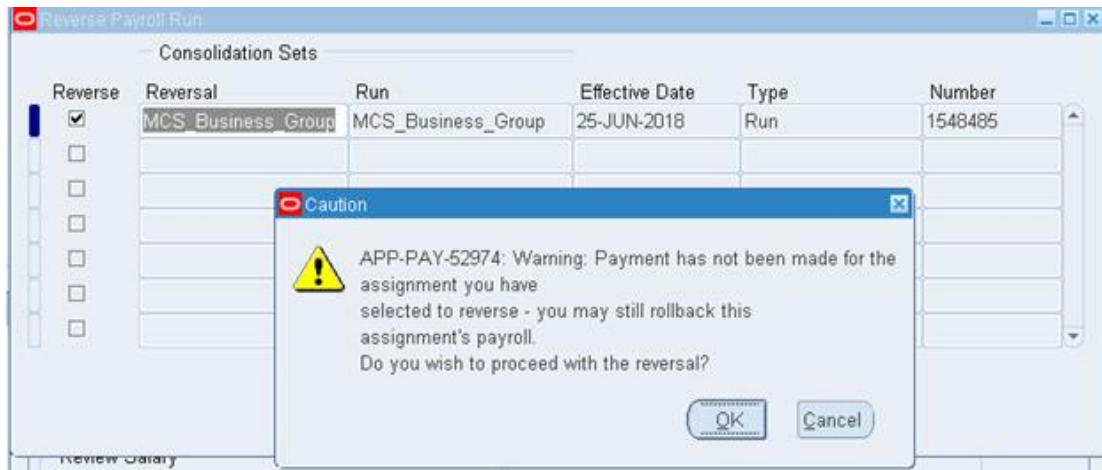 Reverse Payroll Run
Consolidation Sets
Reverse Reversal Run Effective Date Type Number
MCS_Business_Group MCS_Business_Group 25-JUN-2018 Run 1548485
Caution
APP-PAY-52974: Warning: Payment has not been made for the
assignment you have
selected to reverse - you may still rollback this
assignment's payroll.
Do you wish to proceed with the reversal?
OK Cancel
Review Salary